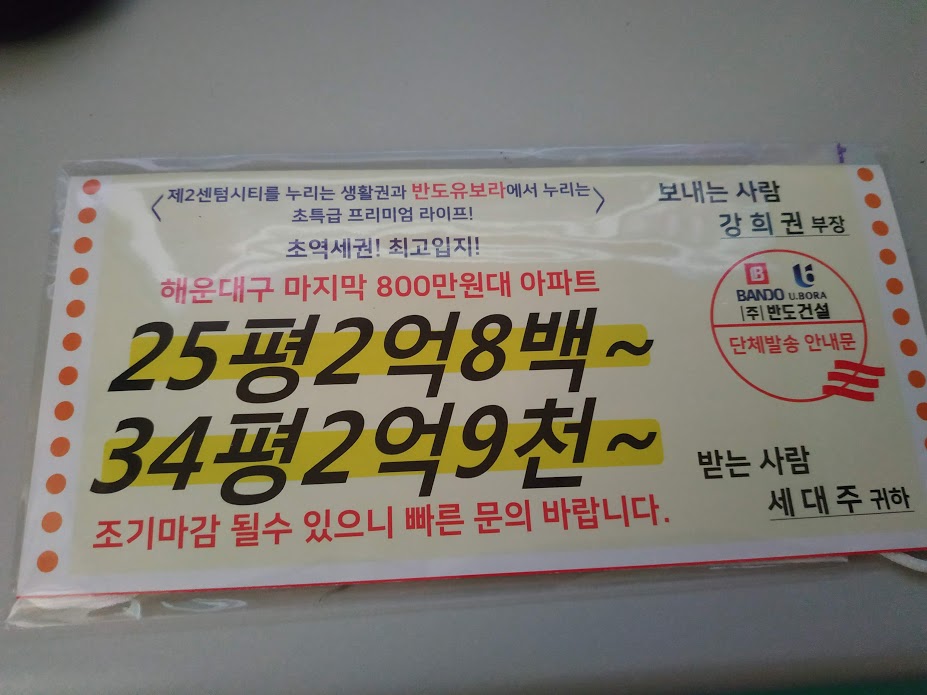 제2센텀시티를 누리는 생활권과 반도유보라에서 누리는
초특급 프리미엄 라이프!
초역세권! 최고입지!
해운대구 마지막 800만원대 아파트
25평2억8백~
34평2억9천~
조기마감 될수 있으니 빠른 문의 바랍니다.
보내는 사람
강희권 부장
B
BANDO U.BORA
(주)반도건설
단체발송 안내문
받는 사람
세대주 귀하